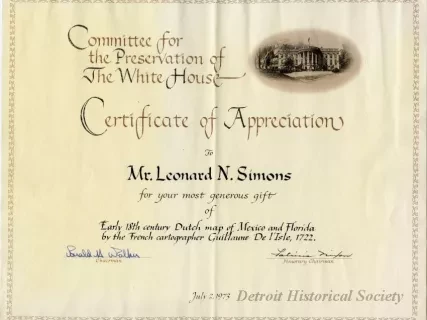 Committee for
the Preservation of
The White House
Certificate of Appreciation
To
Mr. Leonard N. Simons
for your most generous gift
of
Early 18th century Dutch map of Mexico and Florida
by the French cartographer Guillaume De l'Isle, 1722.
CHAIRMAN
HONORARY CHAIRMAN
July 2, 1973
Detroit Historical Society